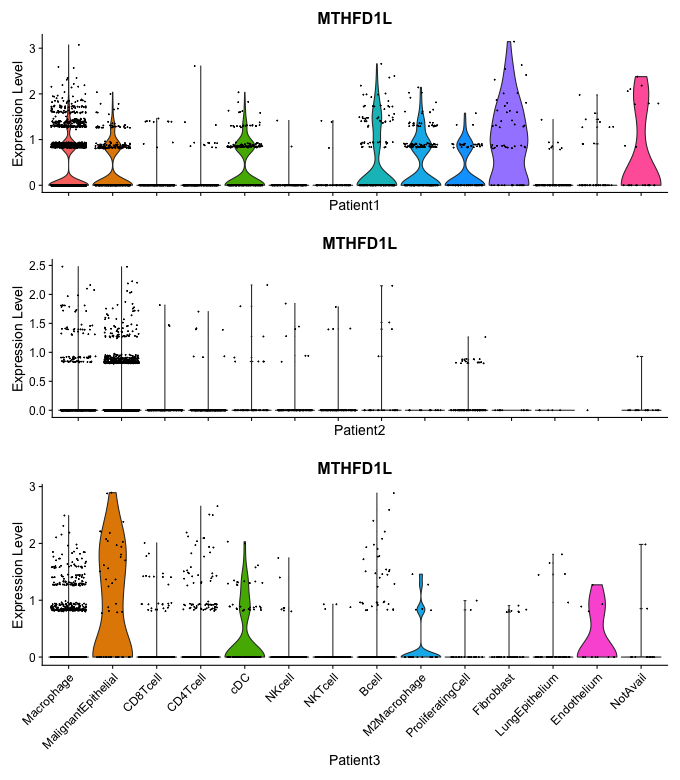 MTHFD1L
Expression Level
3
2
1
0
Patient1
MTHFD1L
Expression Level
2.5
2.0
1.5
1.0
0.5
0.0
Patient2
MTHFD1L
Expression Level
3
2
1
0
Macrophage
MalignantEpithelial
CD8Tcell
CD4Tcell
cDC
NKcell
NKTcell
Bcell
M2Macrophage
ProliferatingCell
Fibroblast
LungEpithelium
Endothelium
NotAvail
Patient3